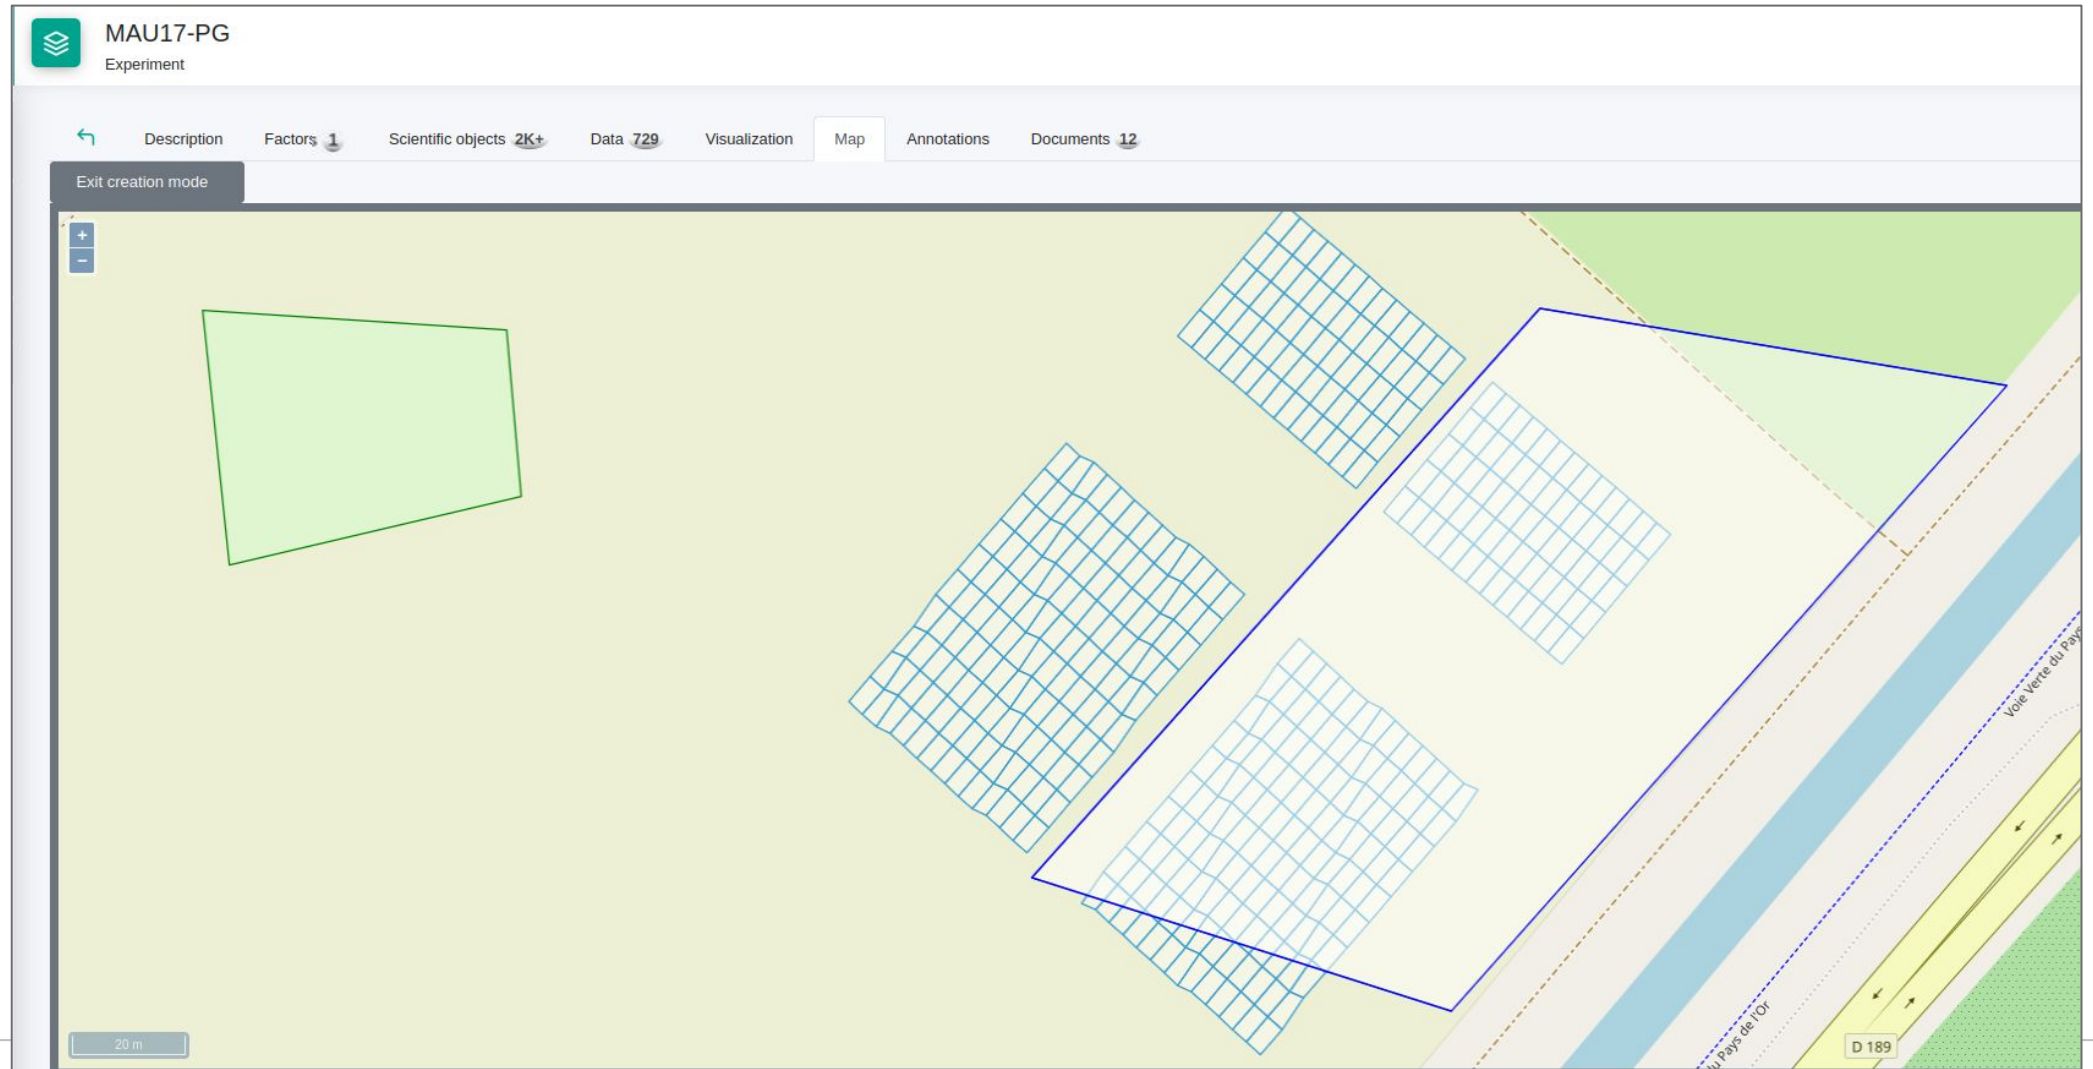 MAU17-PG
Experiment
Description Factors 1 Scientific objects 2K+ Data 729 Visualization Map Annotations Documents 12
Exit creation mode
+
−
Voie Verte du Pays
du Pays de l'Or
D 189
20 m